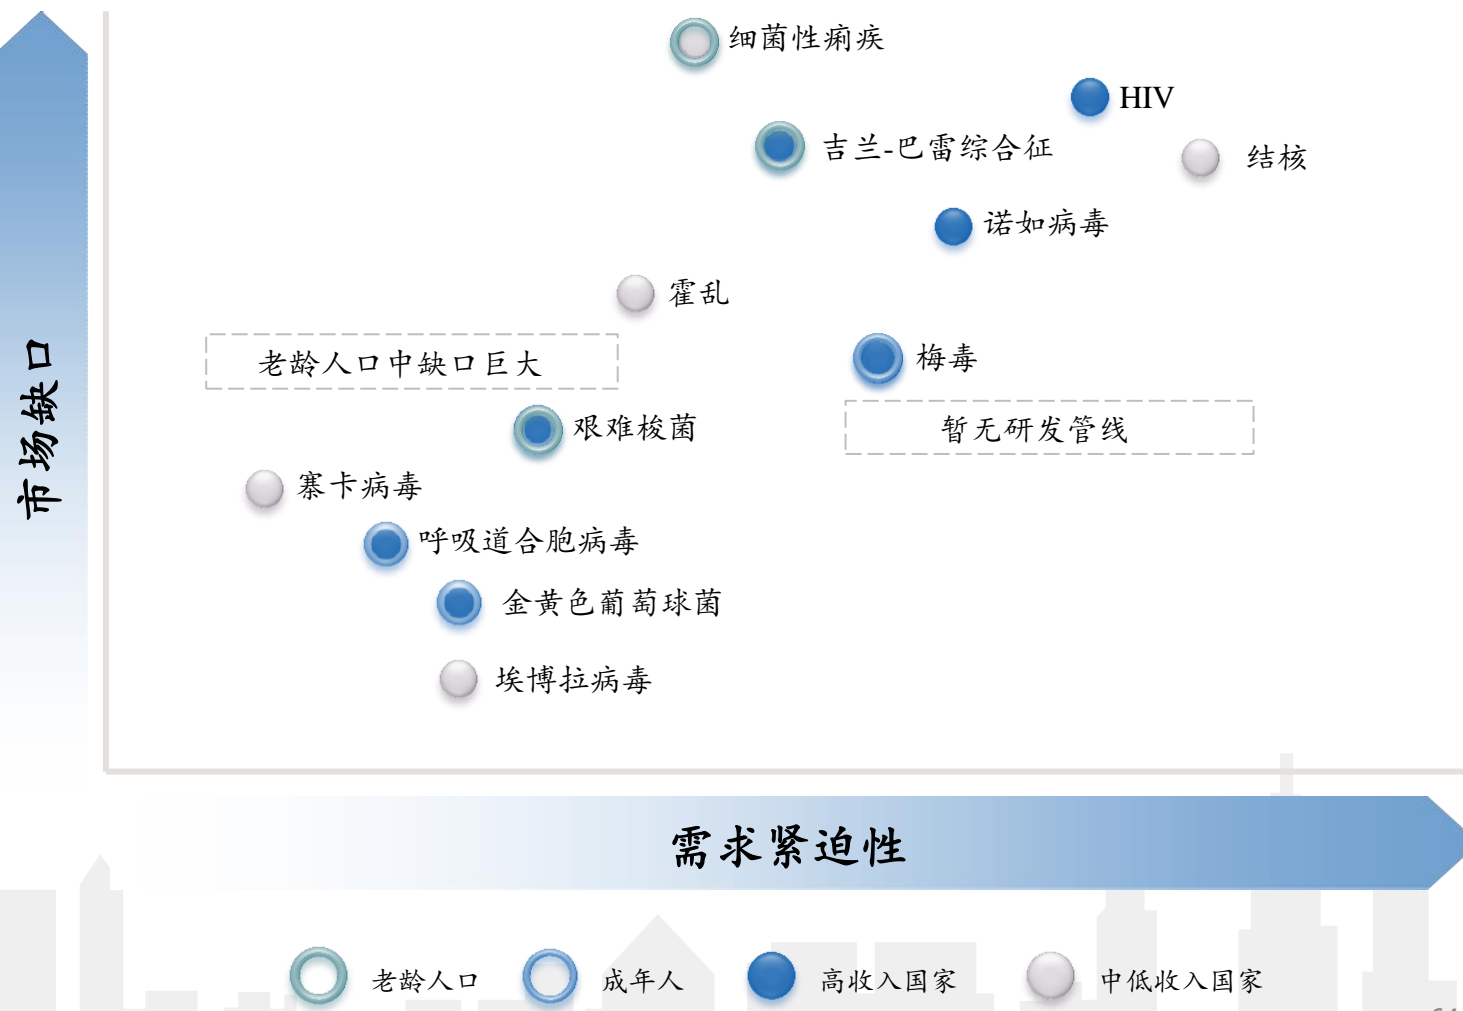 细菌性痢疾
HIV
吉兰-巴雷综合征
结核
诺如病毒
霍乱
老龄人口中缺口巨大
梅毒
艰难梭菌
暂无研发管线
寨卡病毒
呼吸道合胞病毒
金黄色葡萄球菌
埃博拉病毒
市场缺口
需求紧迫性
老龄人口
成年人
高收入国家
中低收入国家